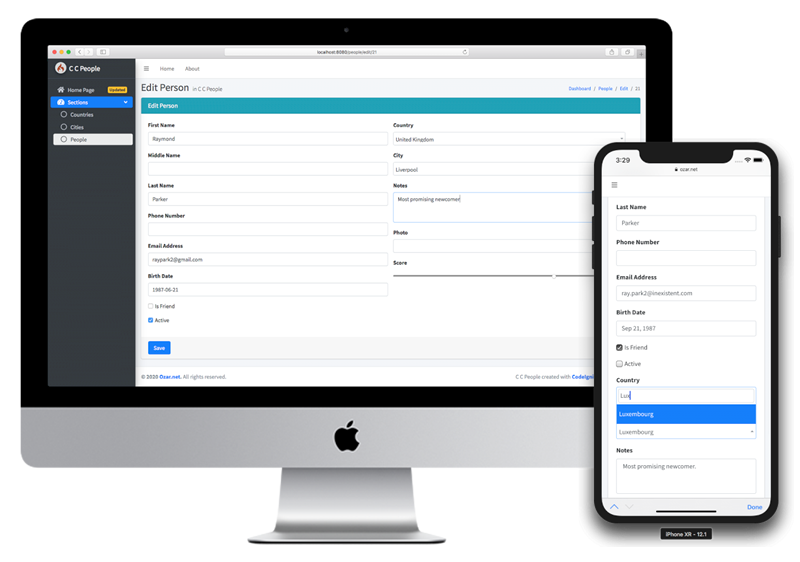 localhost:8080/people/edit/21
C C People
Home About
Home Page Updated
Sections
Countries
Cities
People
Edit Person in C C People
Dashboard / People / Edit / 21
Edit Person
First Name
Raymond
Middle Name
Last Name
Parker
Phone Number
Email Address
raypark2@gmail.com
Birth Date
1987-06-21
Is Friend
Active
Save
Country
United Kingdom
City
Liverpool
Notes
Most promising newcomer
Photo
Score
© 2020 Ozar.net. All rights reserved.
C C People created with CodeIgni
3:29
ozar.net
Last Name
Parker
Phone Number
Email Address
ray.park2@inexistent.com
Birth Date
Sep 21, 1987
Is Friend
Active
Country
Lux
Luxembourg
Luxembourg
Notes
Most promising newcomer.
Done
iPhone XR - 12.1